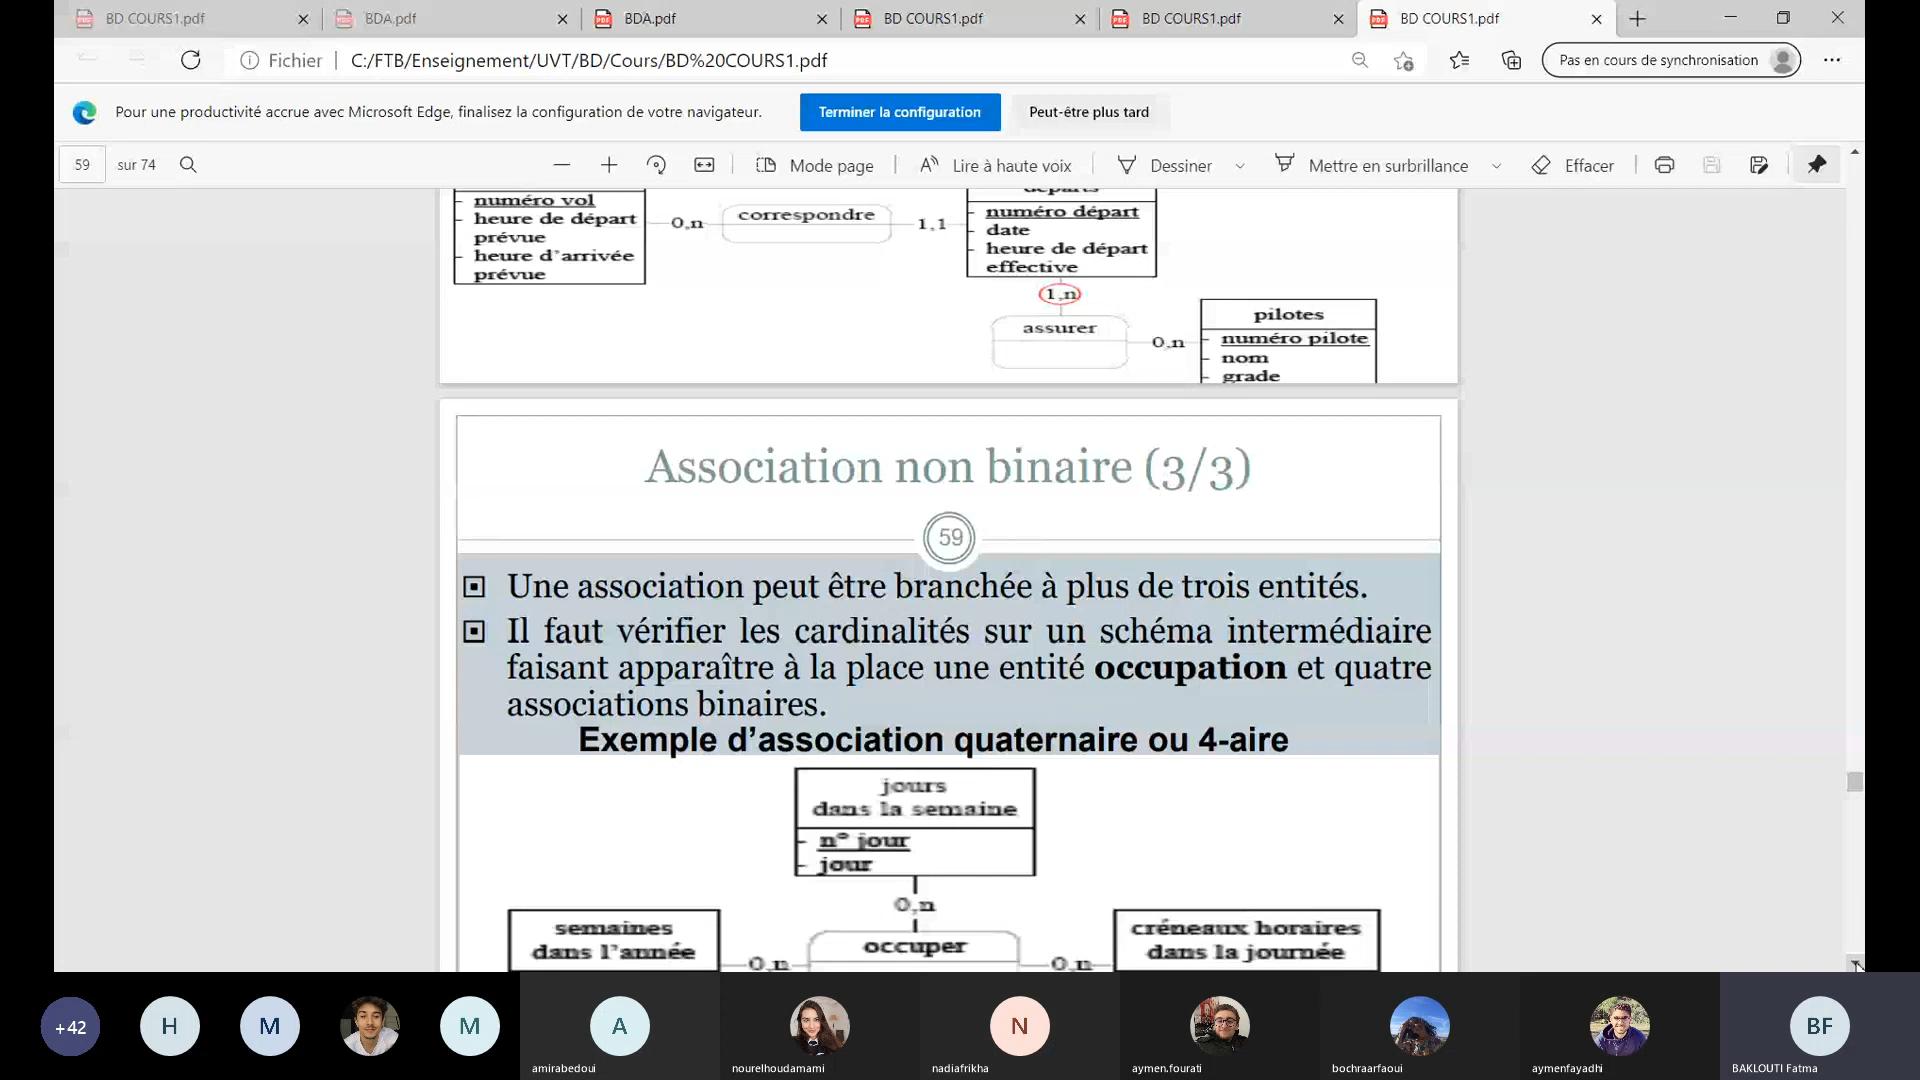 BD COURS1.pdf
BDA.pdf
BDA.pdf
BD COURS1.pdf
BD COURS1.pdf
BD COURS1.pdf
Fichier
C:/FTB/Enseignement/UVT/BD/Cours/BD%20COURS1.pdf
Pas en cours de synchronisation
Pour une productivité accrue avec Microsoft Edge, finalisez la configuration de votre navigateur.
Terminer la configuration
Peut-être plus tard
59 sur 74
Mode page
Lire à haute voix
Dessiner
Mettre en surbrillance
Effacer
- numéro vol
- heure de départ
prévue
- heure d'arrivée
prévue
0,n
correspondre
1,1
départs
- numéro départ
- date
- heure de départ
effective
1,n
assurer
0,n
pilotes
- numéro pilote
- nom
- grade
Association non binaire (3/3)
59
Une association peut être branchée à plus de trois entités.
Il faut vérifier les cardinalités sur un schéma intermédiaire
faisant apparaître à la place une entité occupation et quatre
associations binaires.
Exemple d'association quaternaire ou 4-aire
jours
dans la semaine
- n° jour
- jour
0,n
semaines
dans l'année
0,n
occuper
0,n
créneaux horaires
dans la journée
+42
H
M
M
A
N
BF
amirabedoui
nourelhoudamami
nadiafrikha
aymen.fourati
bochraarfaoui
aymenfayadhi
BAKLOUTI Fatma